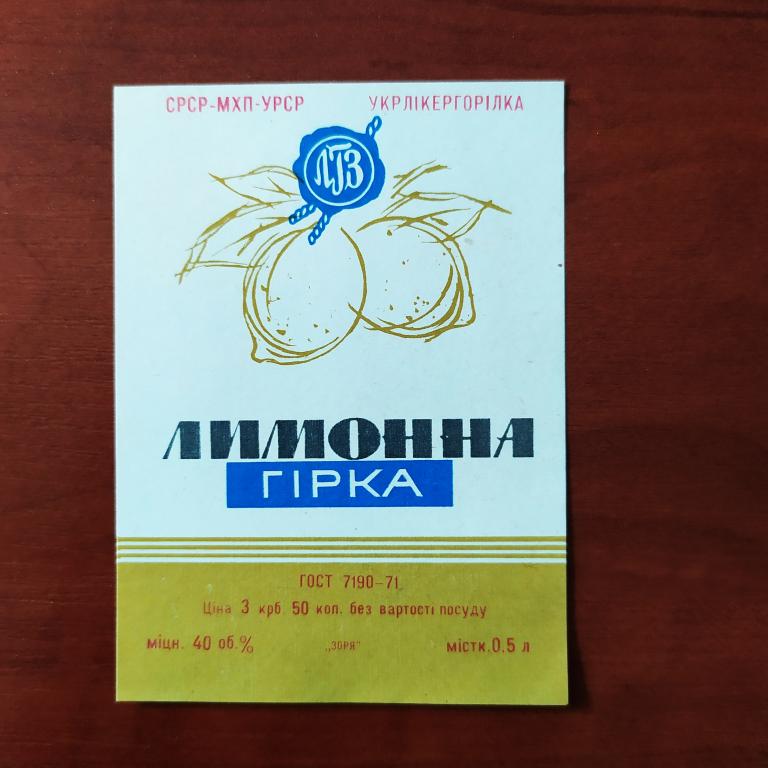 СРСР-МХП-УРСР УКРЛІКЕРГОРІЛКА
ЛГЗ
ЛИМОННА
ГІРКА
ГОСТ 7190-71
Ціна 3 крб. 50 коп. без вартості посуду
міцн. 40 об.% „ЗОРЯ" містк. 0,5 л